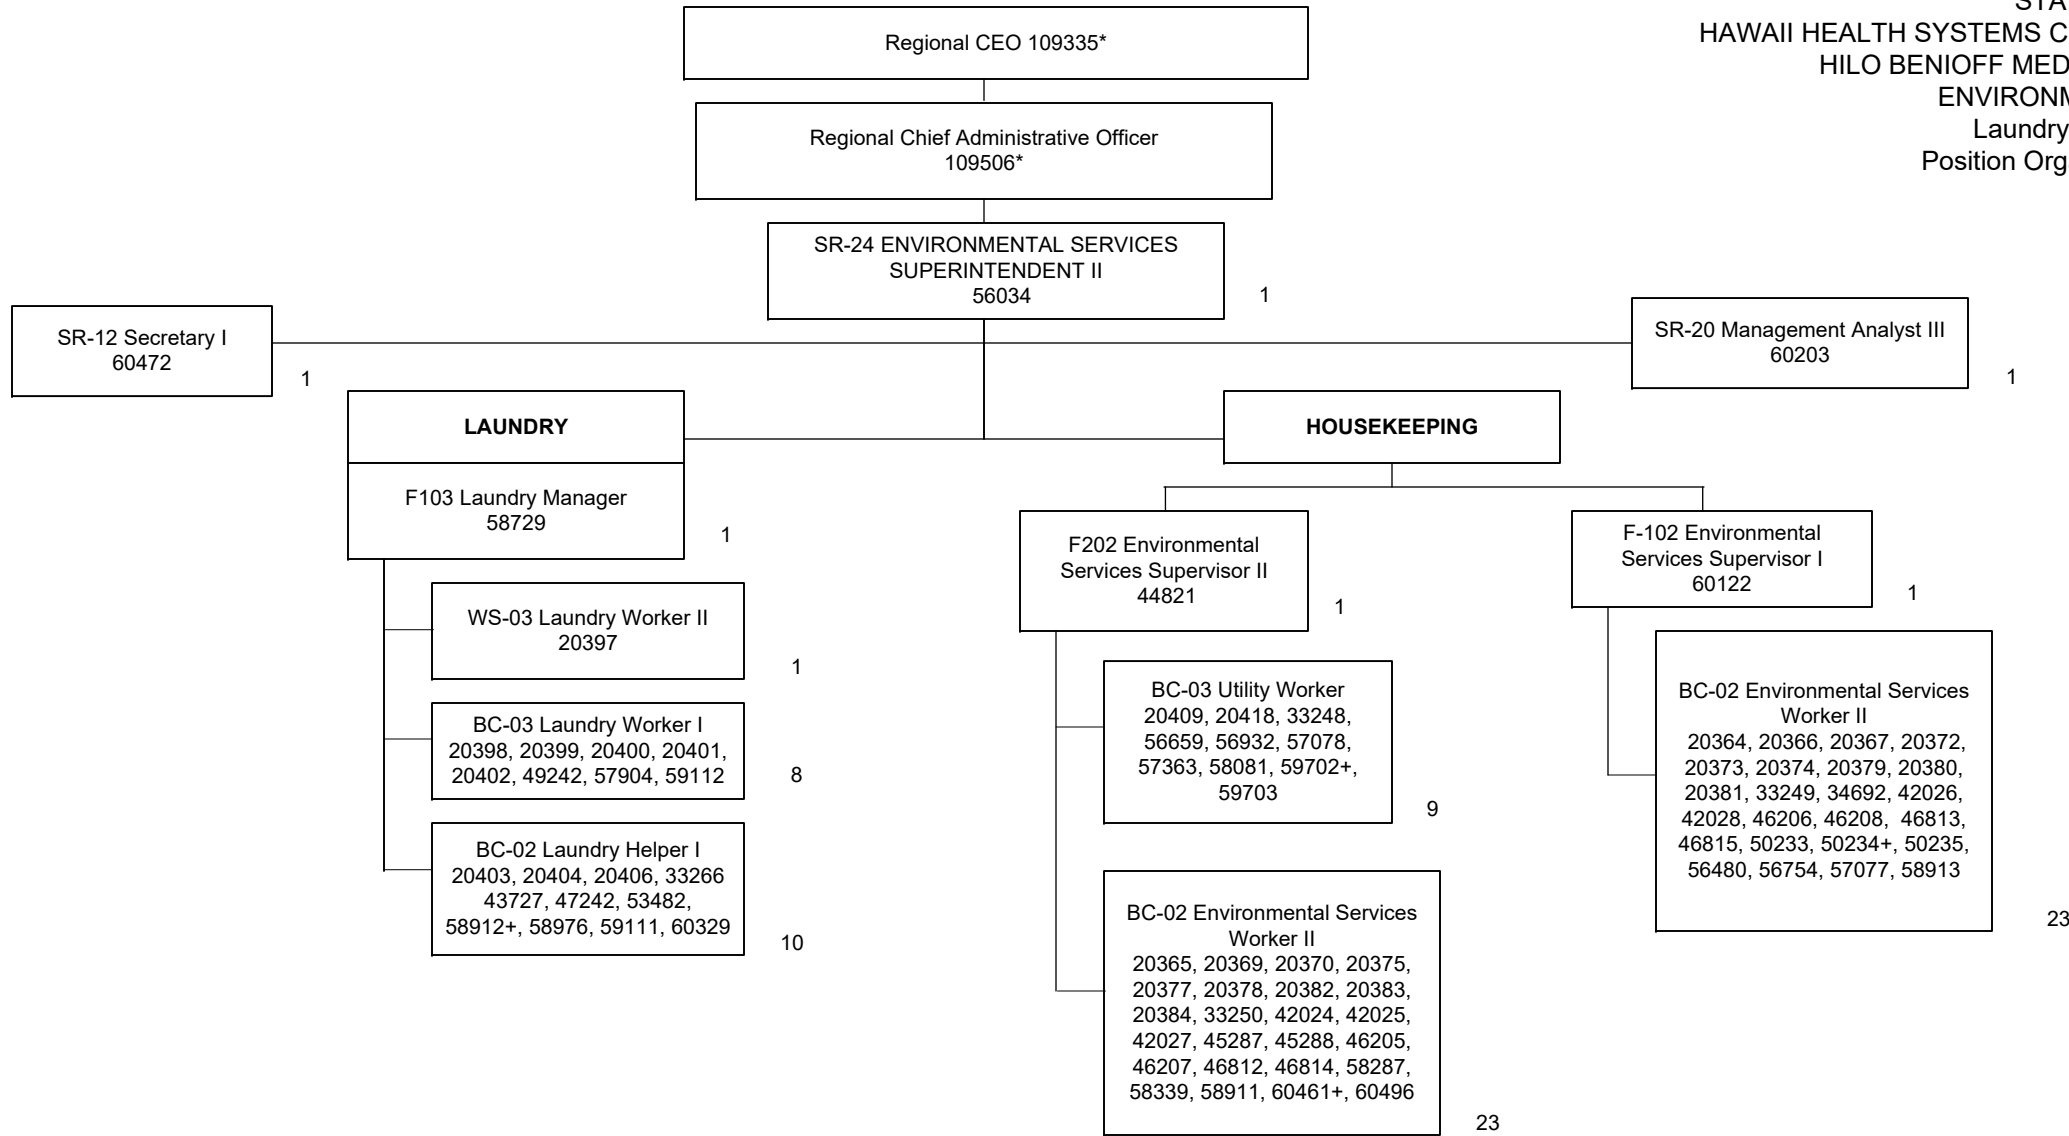 Regional CEO 109335*
STA
HAWAII HEALTH SYSTEMS C
HILO BENIOFF MED
ENVIRONM
Laundry
Position Org
Regional Chief Administrative Officer
109506*
SR-24 ENVIRONMENTAL SERVICES
SUPERINTENDENT II
56034
1
SR-12 Secretary I
60472
1
SR-20 Management Analyst III
60203
1
LAUNDRY
F103 Laundry Manager
58729
1
WS-03 Laundry Worker II
20397
1
BC-03 Laundry Worker I
20398, 20399, 20400, 20401,
20402, 49242, 57904, 59112
8
BC-02 Laundry Helper I
20403, 20404, 20406, 33266
43727, 47242, 53482,
58912+, 58976, 59111, 60329
10
HOUSEKEEPING
F202 Environmental
Services Supervisor II
44821
1
BC-03 Utility Worker
20409, 20418, 33248,
56659, 56932, 57078,
57363, 58081, 59702+,
59703
9
BC-02 Environmental Services
Worker II
20365, 20369, 20370, 20375,
20377, 20378, 20382, 20383,
20384, 33250, 42024, 42025,
42027, 45287, 45288, 46205,
46207, 46812, 46814, 58287,
58339, 58911, 60461+, 60496
23
F-102 Environmental
Services Supervisor I
60122
1
BC-02 Environmental Services
Worker II
20364, 20366, 20367, 20372,
20373, 20374, 20379, 20380,
20381, 33249, 34692, 42026,
42028, 46206, 46208, 46813,
46815, 50233, 50234+, 50235,
56480, 56754, 57077, 58913
23